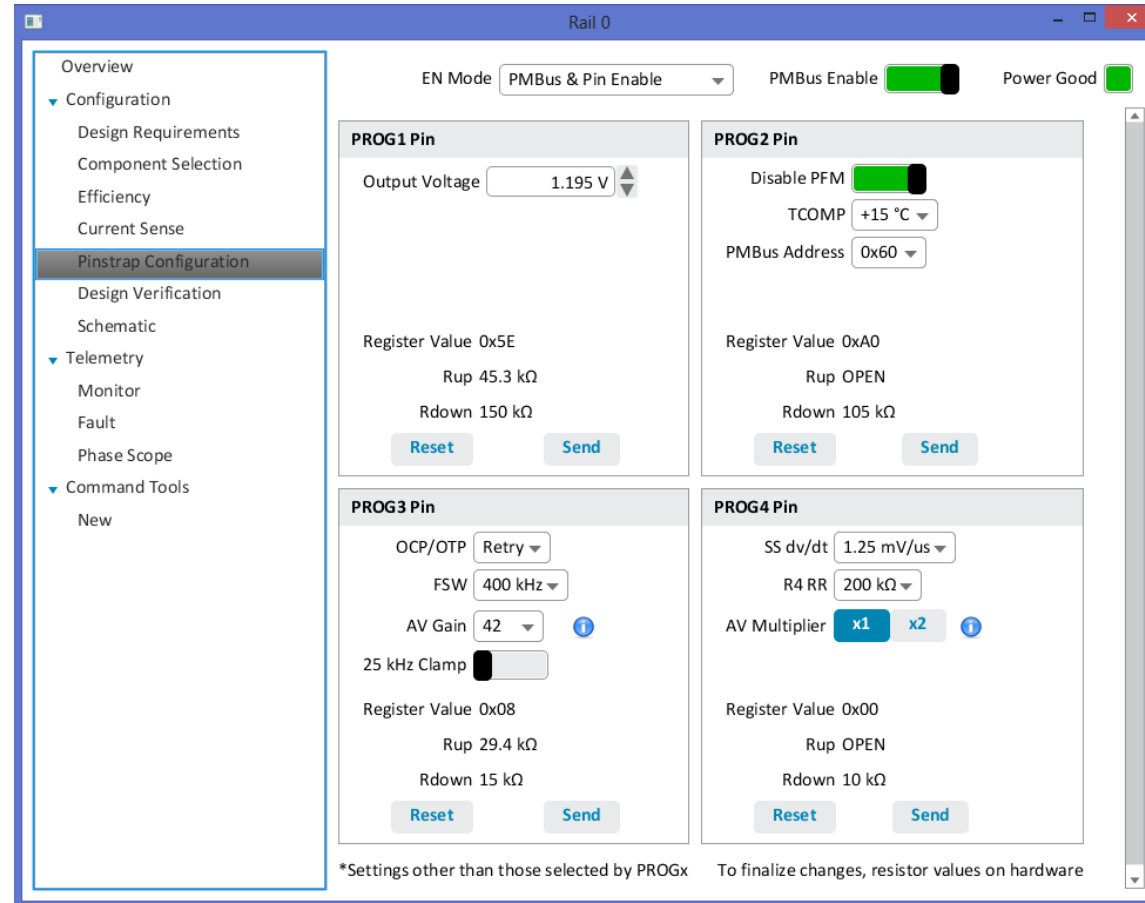 Rail 0
Overview
Configuration
Design Requirements
Component Selection
Efficiency
Current Sense
Pinstrap Configuration
Design Verification
Schematic
Telemetry
Monitor
Fault
Phase Scope
Command Tools
New
EN Mode PMBus & Pin Enable PMBus Enable Power Good
PROG1 Pin
Output Voltage 1.195 V
Register Value 0x5E
Rup 45.3 kΩ
Rdown 150 kΩ
Reset Send
PROG2 Pin
Disable PFM
TCOMP +15 °C
PMBus Address 0x60
Register Value 0xA0
Rup OPEN
Rdown 105 kΩ
Reset Send
PROG3 Pin
OCP/OTP Retry
FSW 400 kHz
AV Gain 42
25 kHz Clamp
Register Value 0x08
Rup 29.4 kΩ
Rdown 15 kΩ
Reset Send
PROG4 Pin
SS dv/dt 1.25 mV/us
R4 RR 200 kΩ
AV Multiplier x1 x2
Register Value 0x00
Rup OPEN
Rdown 10 kΩ
Reset Send
*Settings other than those selected by PROGx
To finalize changes, resistor values on hardware